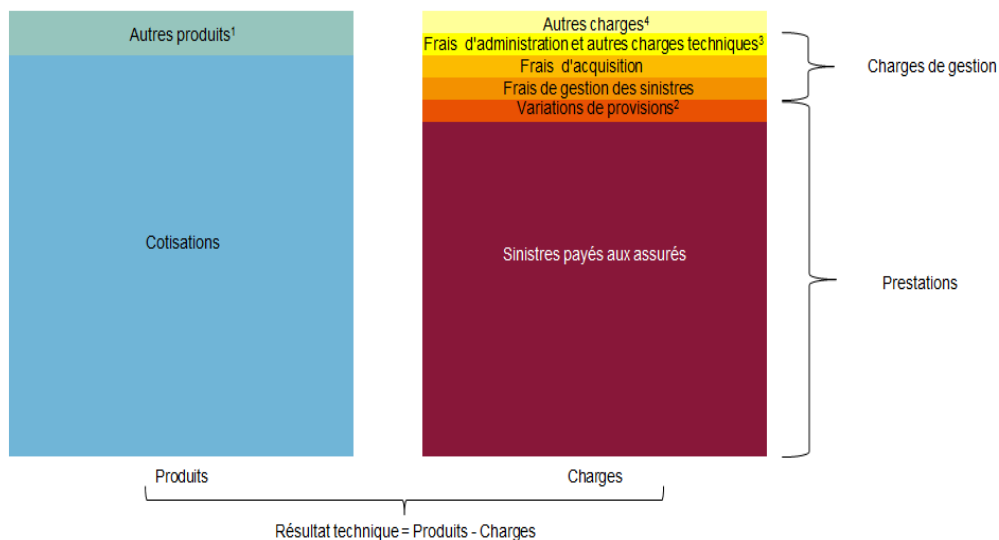 Autres produits¹
Cotisations
Autres charges⁴
Frais d'administration et autres charges techniques³
Frais d'acquisition
Frais de gestion des sinistres
Variations de provisions²
Sinistres payés aux assurés
Charges de gestion
Prestations
Produits
Charges
Résultat technique = Produits - Charges